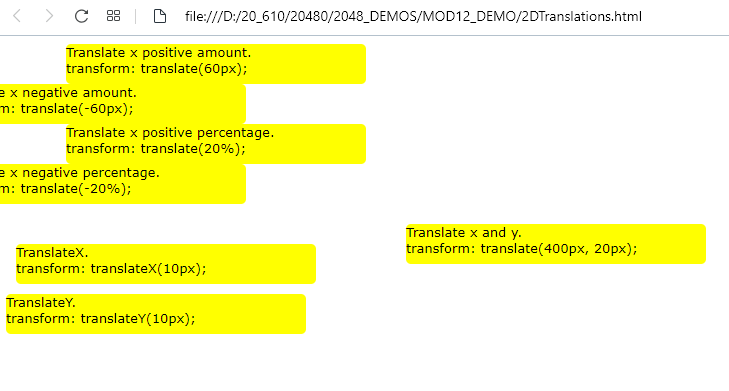 file:///D:/20_610/20480/2048_DEMOS/MOD12_DEMO/2DTranslations.html
Translate x positive amount.
transform: translate(60px);
e x negative amount.
m: translate(-60px);
Translate x positive percentage.
transform: translate(20%);
e x negative percentage.
m: translate(-20%);
Translate x and y.
transform: translate(400px, 20px);
TranslateX.
transform: translateX(10px);
TranslateY.
transform: translateY(10px);